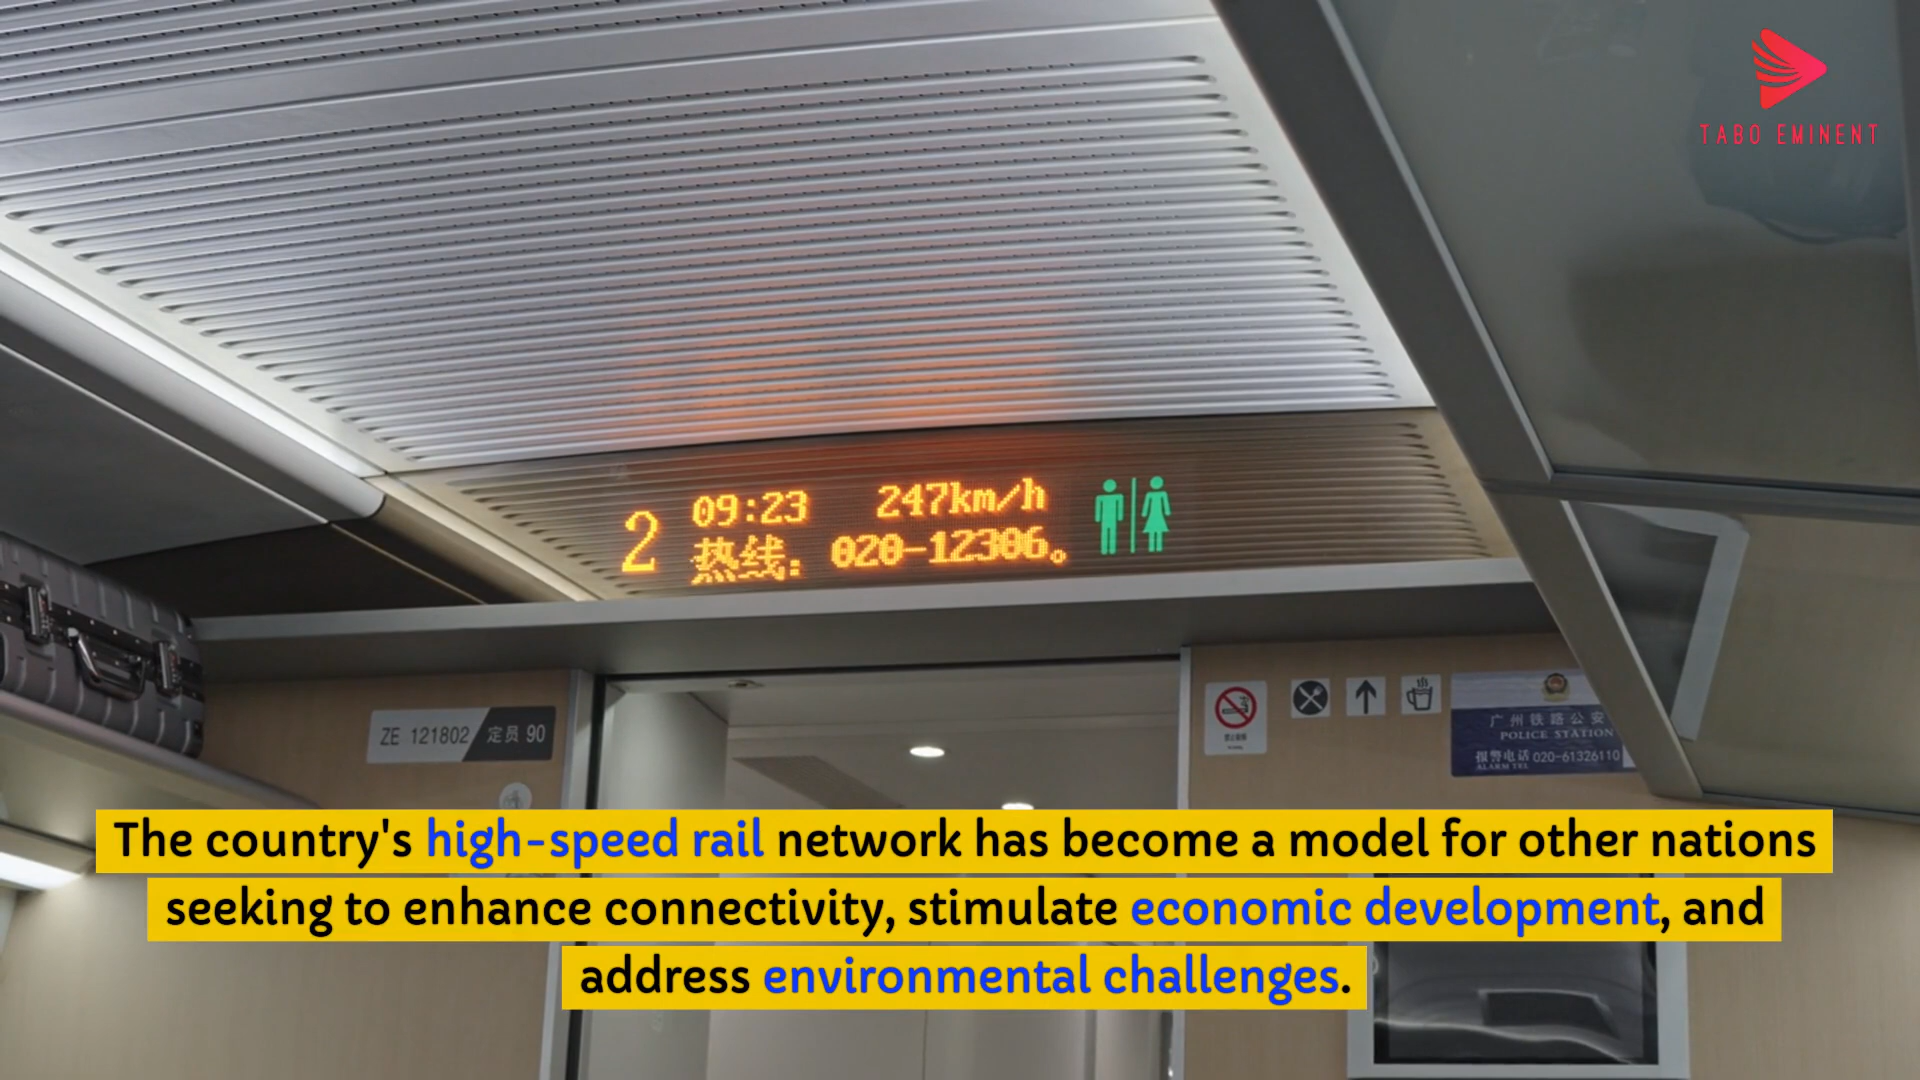 TABO EMINENT
2
09:23 247km/h
热线：020-12306。
ZE 121802 定员 90
广州铁路公安
POLICE STATION
报警电话 020-61326110
ALARM TEL
The country's high-speed rail network has become a model for other nations
seeking to enhance connectivity, stimulate economic development, and
address environmental challenges.